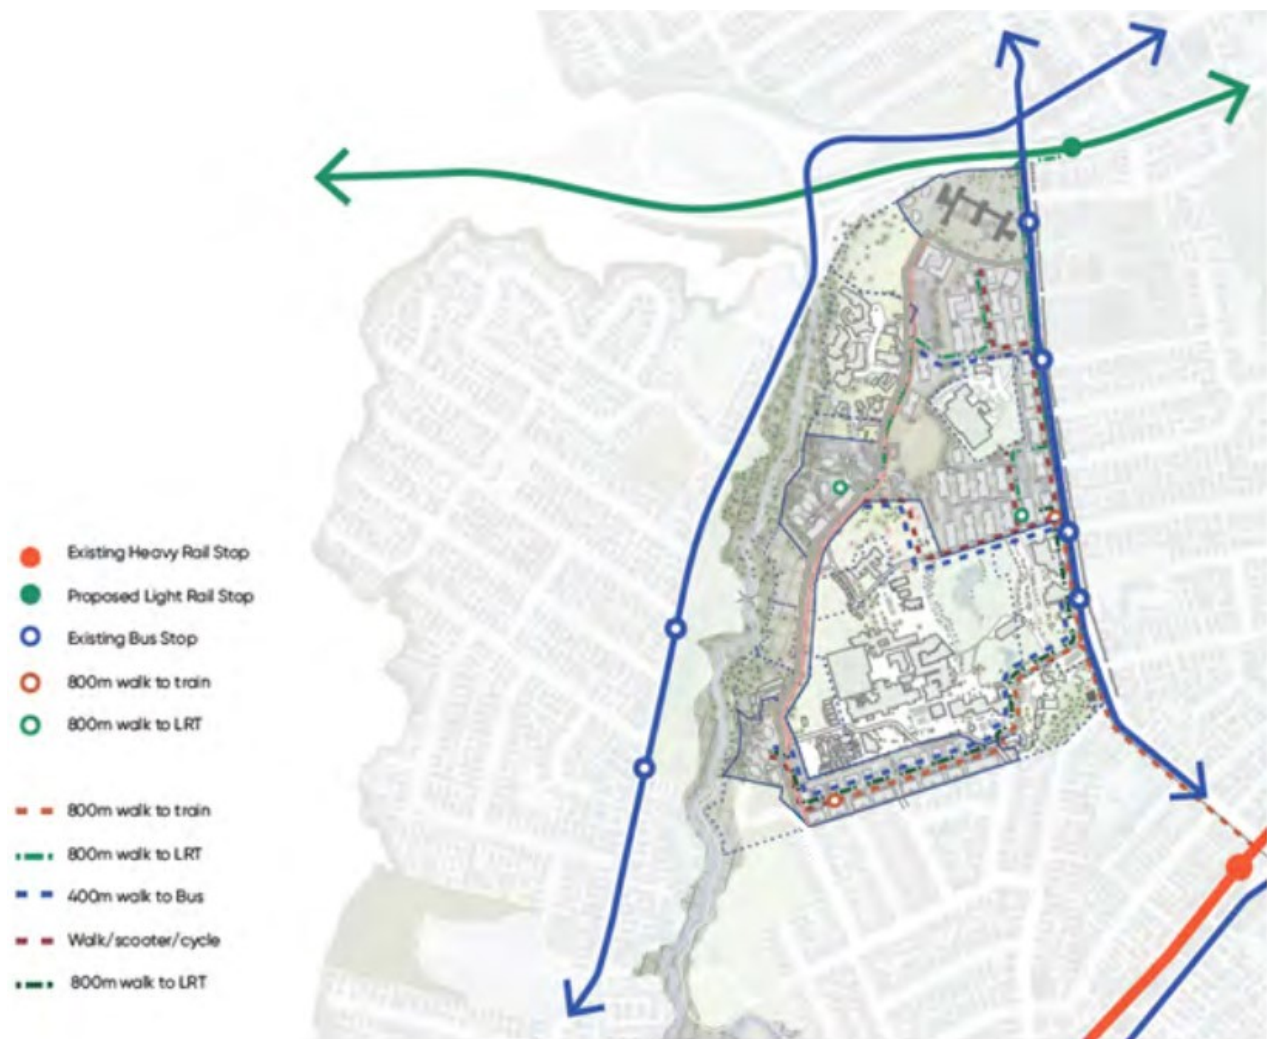 Existing Heavy Rail Stop
Proposed Light Rail Stop
Existing Bus Stop
800m walk to train
800m walk to LRT
800m walk to train
800m walk to LRT
400m walk to Bus
Walk/scooter/cycle
800m walk to LRT